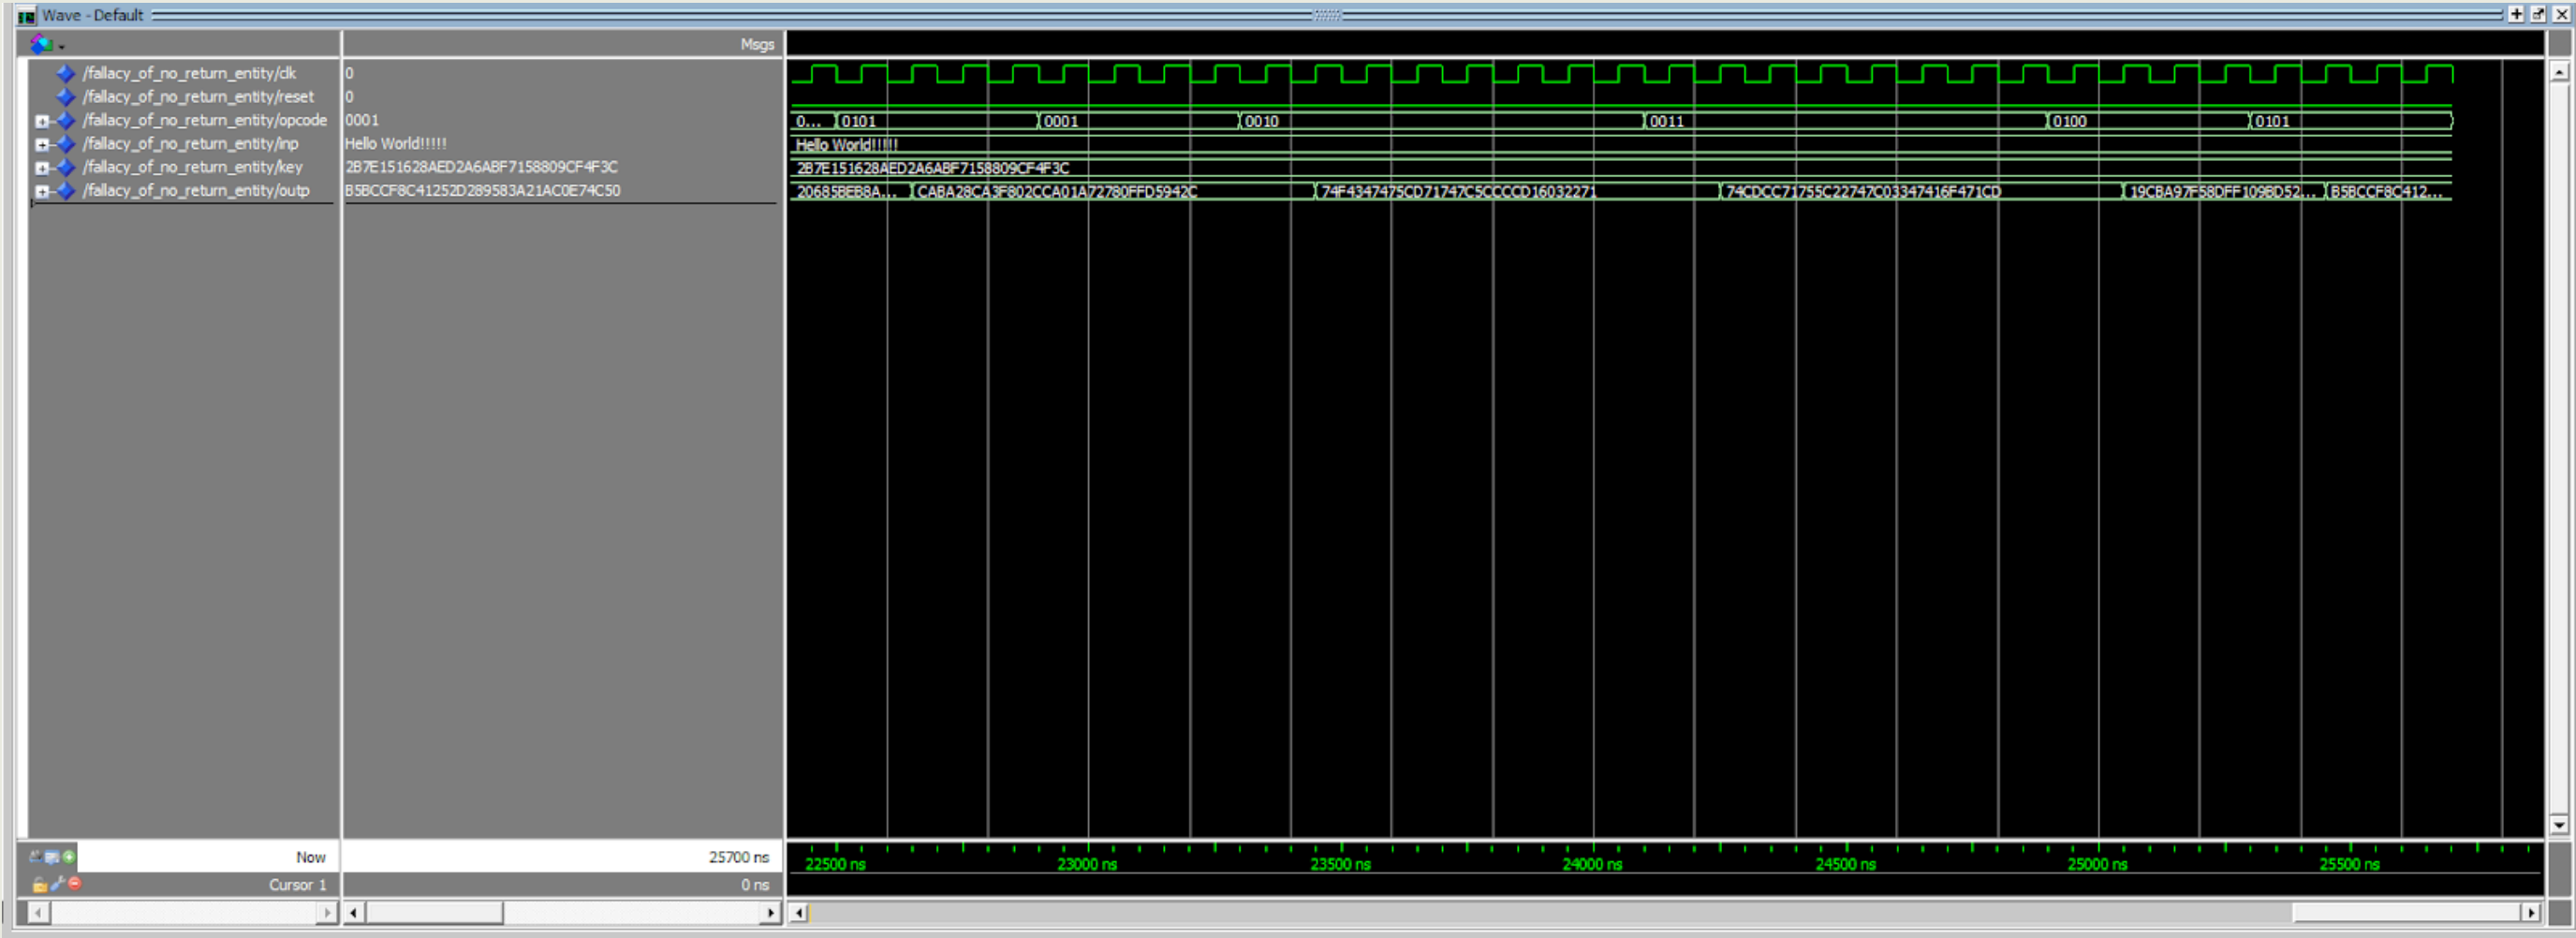 Wave - Default
Msgs
/fallacy_of_no_return_entity/clk 0
/fallacy_of_no_return_entity/reset 0
/fallacy_of_no_return_entity/opcode 0001 0... 0101 0001 0010 0011 0100 0101
/fallacy_of_no_return_entity/inp Hello World!!!!! Hello World!!!!!
/fallacy_of_no_return_entity/key 2B7E151628AED2A6ABF7158809CF4F3C 2B7E151628AED2A6ABF7158809CF4F3C
/fallacy_of_no_return_entity/outp B5BCCF8C41252D289583A21AC0E74C50 20685BEB8A... CABA28CA3F802CCA01A72780FFD5942C 74F4347475CD71747C5CCCCD16032271 74CDCC71755C22747C03347416F471CD 19CBA97F58DFF109BD52... B5BCCF8C412...
Now 25700 ns
22500 ns 23000 ns 23500 ns 24000 ns 24500 ns 25000 ns 25500 ns
Cursor 1 0 ns